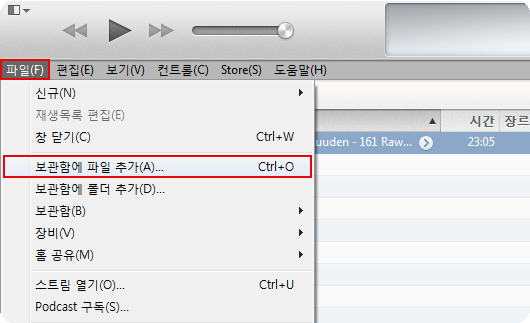 파일(F) 편집(E) 보기(V) 컨트롤(C) Store(S) 도움말(H)
신규(N)
재생목록 편집(E)
창 닫기(C) Ctrl+W
보관함에 파일 추가(A)... Ctrl+O
보관함에 폴더 추가(D)...
보관함(B)
장비(V)
홈 공유(M)
스트림 열기(O)... Ctrl+U
Podcast 구독(S)...
시간 장르
uuden - 161 Raw... 23:05